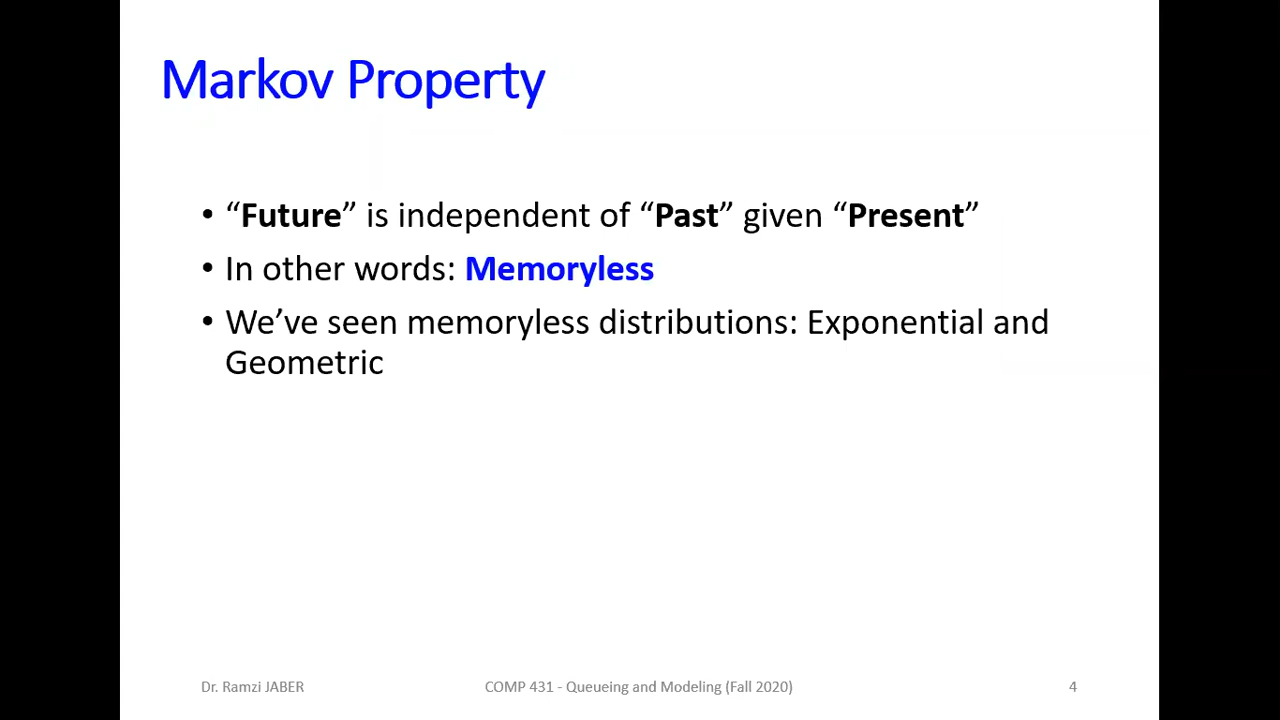 Markov Property
• “Future” is independent of “Past” given “Present”
• In other words: Memoryless
• We’ve seen memoryless distributions: Exponential and
Geometric
Dr. Ramzi JABER
COMP 431 - Queueing and Modeling (Fall 2020)
4